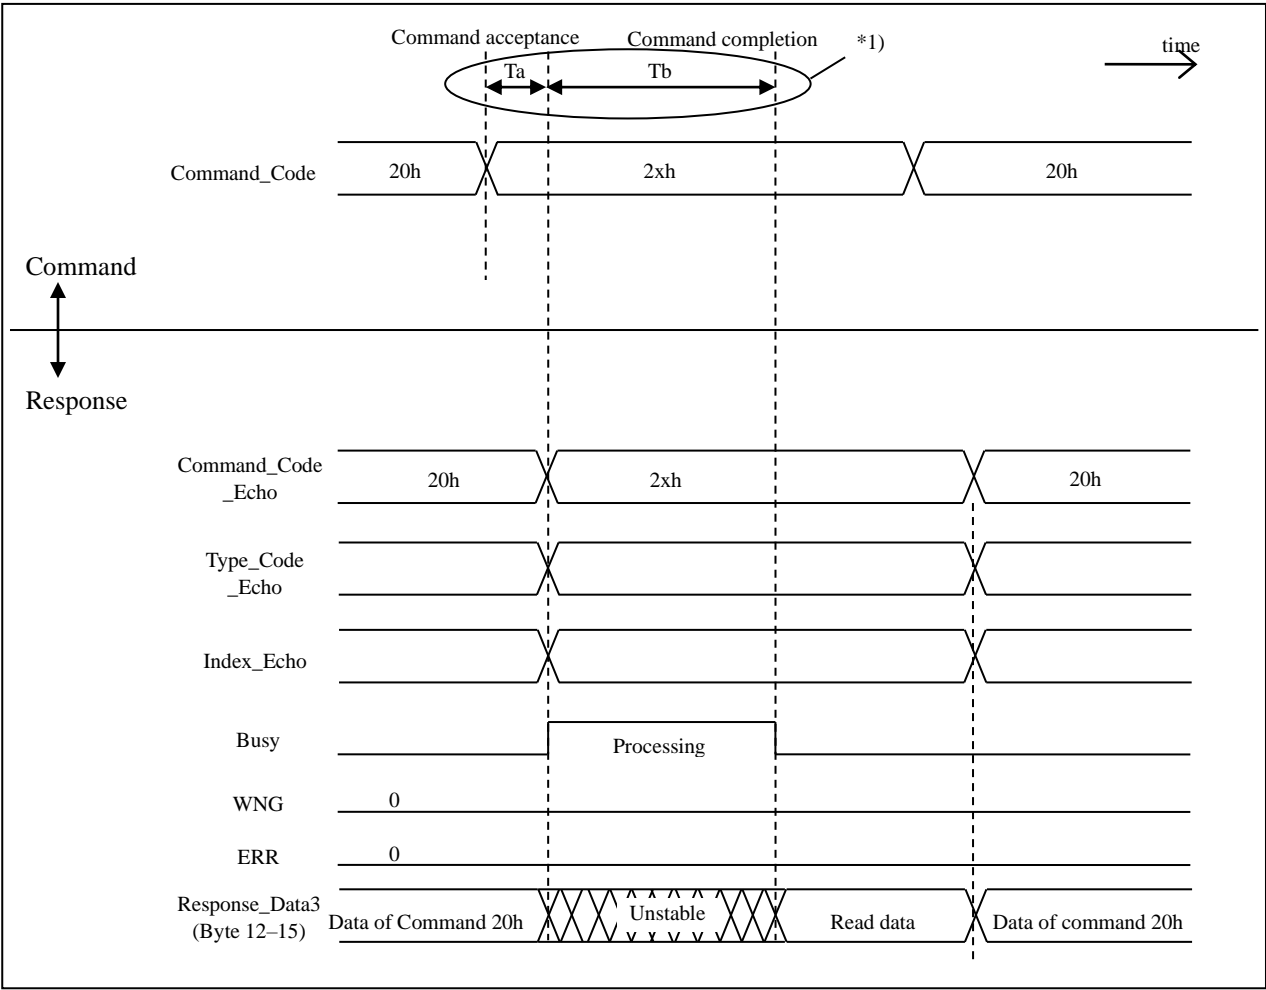 Command acceptance Command completion *1) time
Ta Tb
Command_Code 20h 2xh 20h
Command
Response
Command_Code
_Echo
20h 2xh 20h
Type_Code
_Echo
Index_Echo
Busy Processing
WNG 0
ERR 0
Response_Data3
(Byte 12–15)
Data of Command 20h Unstable Read data Data of command 20h